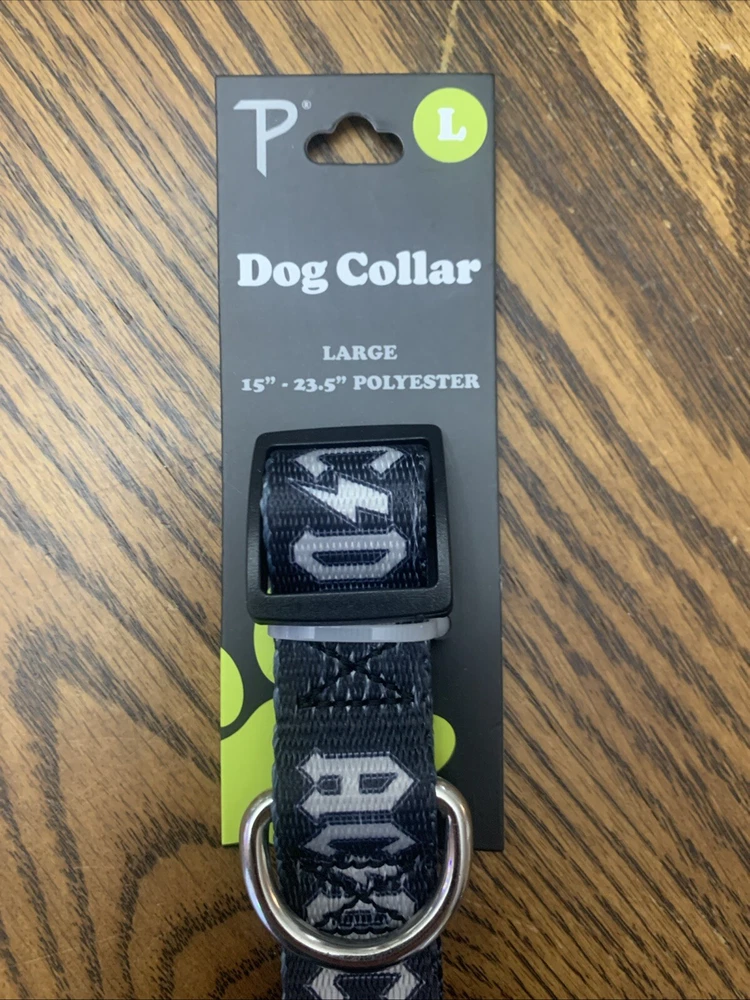 P®
L
Dog Collar
LARGE
15” - 23.5” POLYESTER